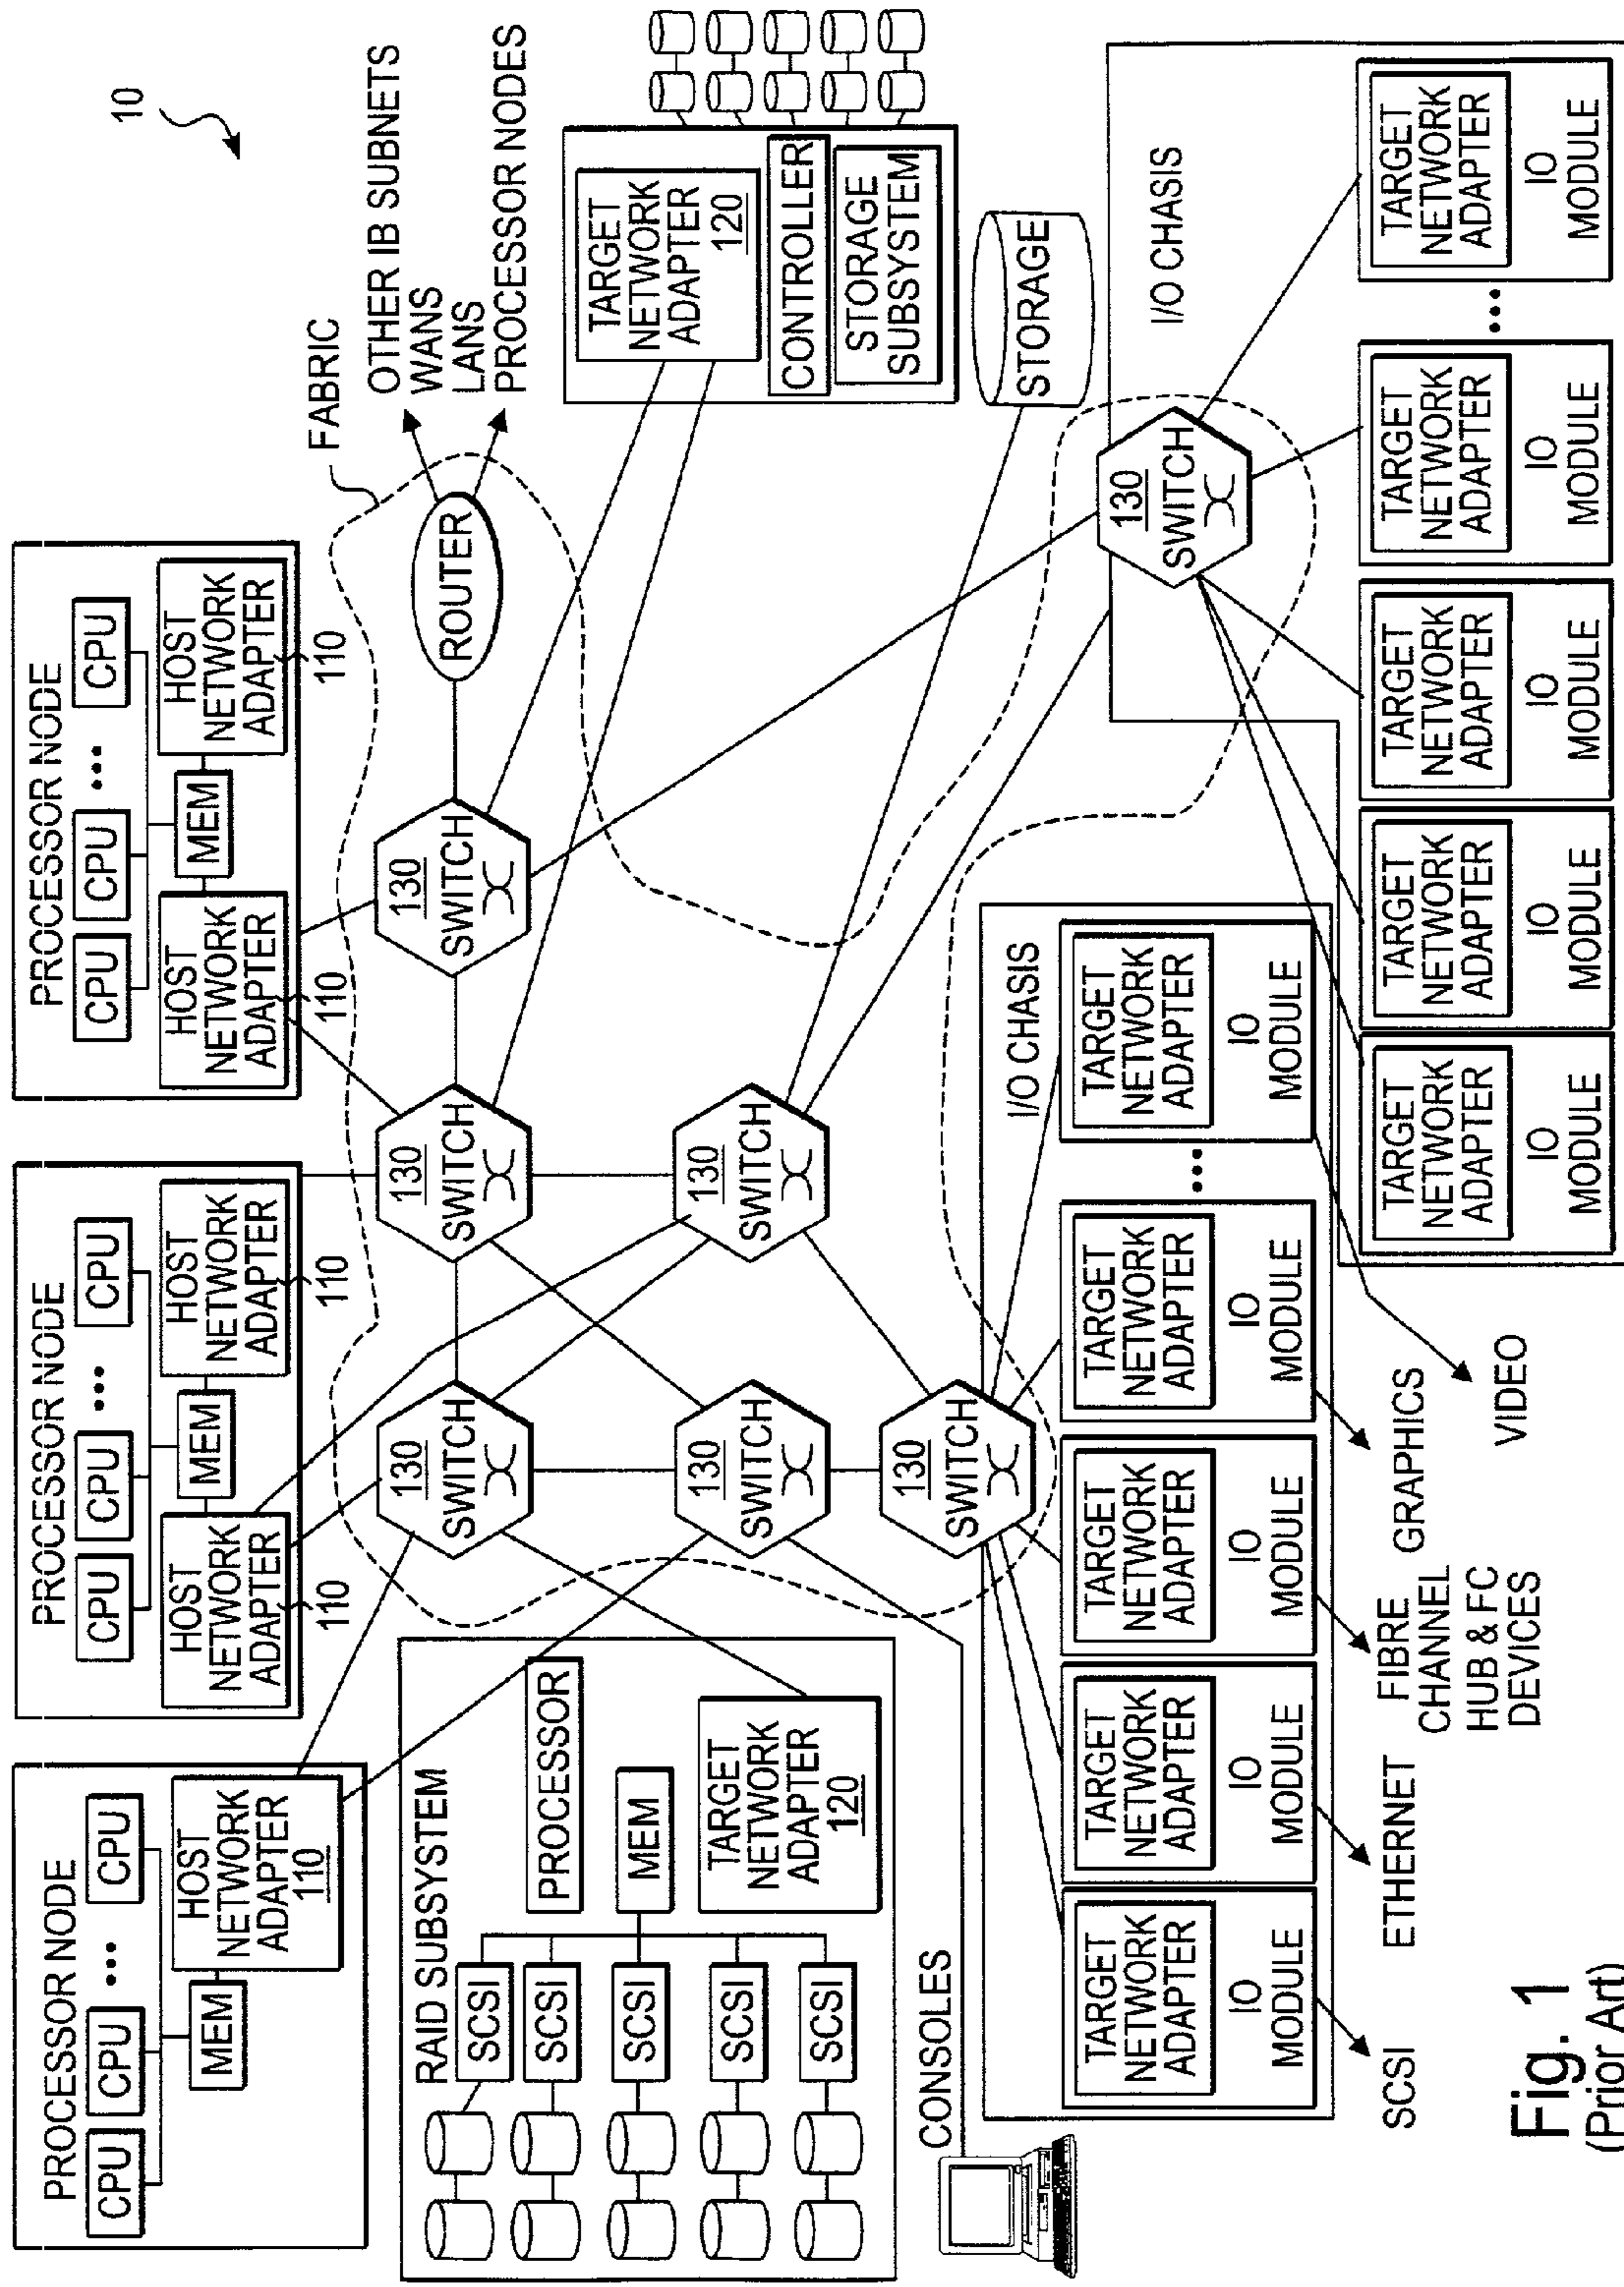 10
PROCESSOR NODE
CPU
CPU
...
CPU
MEM
HOST
NETWORK
ADAPTER
110
PROCESSOR NODE
CPU
CPU
...
CPU
HOST
NETWORK
ADAPTER
110
MEM
HOST
NETWORK
ADAPTER
110
PROCESSOR NODE
CPU
CPU
...
CPU
HOST
NETWORK
ADAPTER
110
MEM
HOST
NETWORK
ADAPTER
110
FABRIC
OTHER IB SUBNETS
WANS
LANS
PROCESSOR NODES
130
SWITCH
130
SWITCH
130
SWITCH
ROUTER
RAID SUBSYSTEM
SCSI
SCSI
SCSI
SCSI
SCSI
PROCESSOR
MEM
TARGET
NETWORK
ADAPTER
120
130
SWITCH
130
SWITCH
TARGET
NETWORK
ADAPTER
120
CONTROLLER
STORAGE
SUBSYSTEM
STORAGE
CONSOLES
130
SWITCH
I/O CHASIS
TARGET
NETWORK
ADAPTER
IO
MODULE
TARGET
NETWORK
ADAPTER
IO
MODULE
TARGET
NETWORK
ADAPTER
IO
MODULE
TARGET
NETWORK
ADAPTER
IO
MODULE
...
TARGET
NETWORK
ADAPTER
IO
MODULE
SCSI
ETHERNET
FIBRE
CHANNEL
HUB & FC
DEVICES
GRAPHICS
VIDEO
130
SWITCH
I/O CHASIS
TARGET
NETWORK
ADAPTER
IO
MODULE
TARGET
NETWORK
ADAPTER
IO
MODULE
TARGET
NETWORK
ADAPTER
IO
MODULE
TARGET
NETWORK
ADAPTER
IO
MODULE
...
TARGET
NETWORK
ADAPTER
IO
MODULE
Fig. 1
(Prior Art)